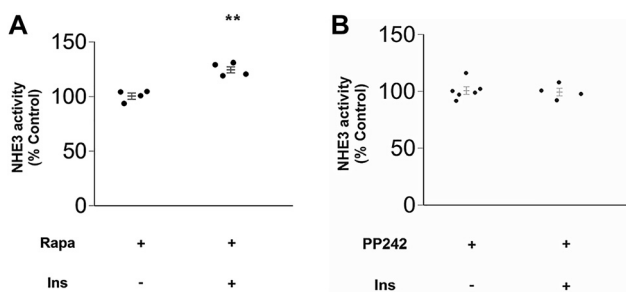 A
**
NHE3 activity
(% Control)
150
100
50
0
Rapa + +
Ins - +
B
NHE3 activity
(% Control)
150
100
50
0
PP242 + +
Ins - +